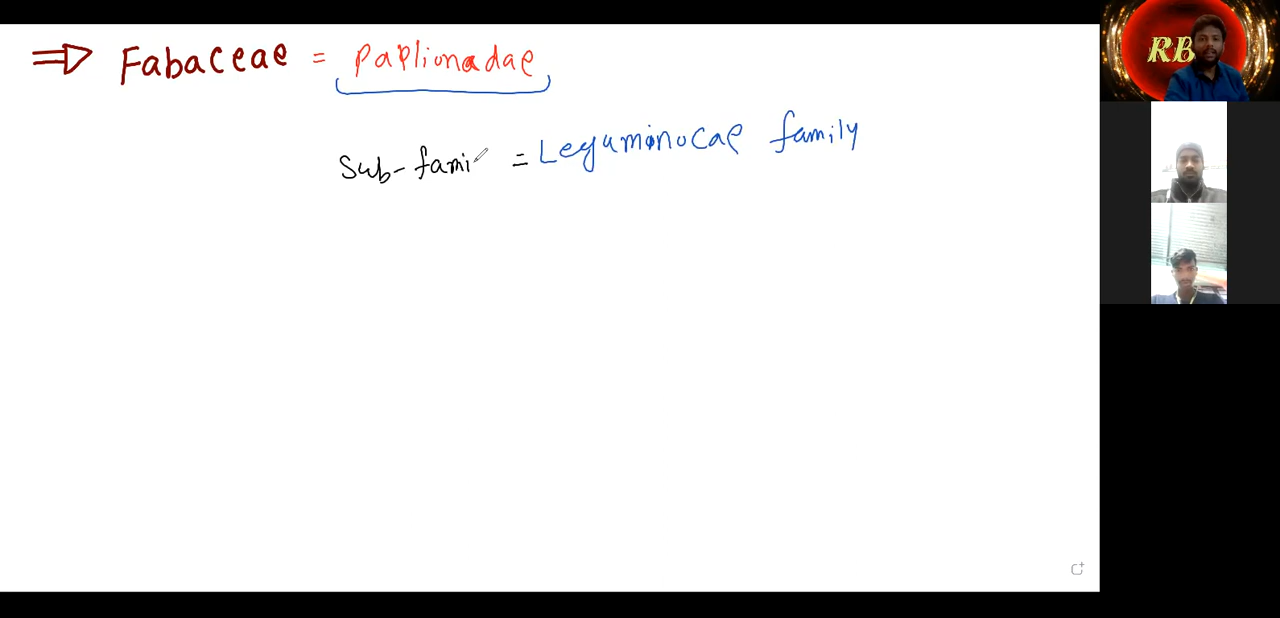 ⇒ Fabaceae = Paplionadae
Sub-fami = Leguminocae family
RB